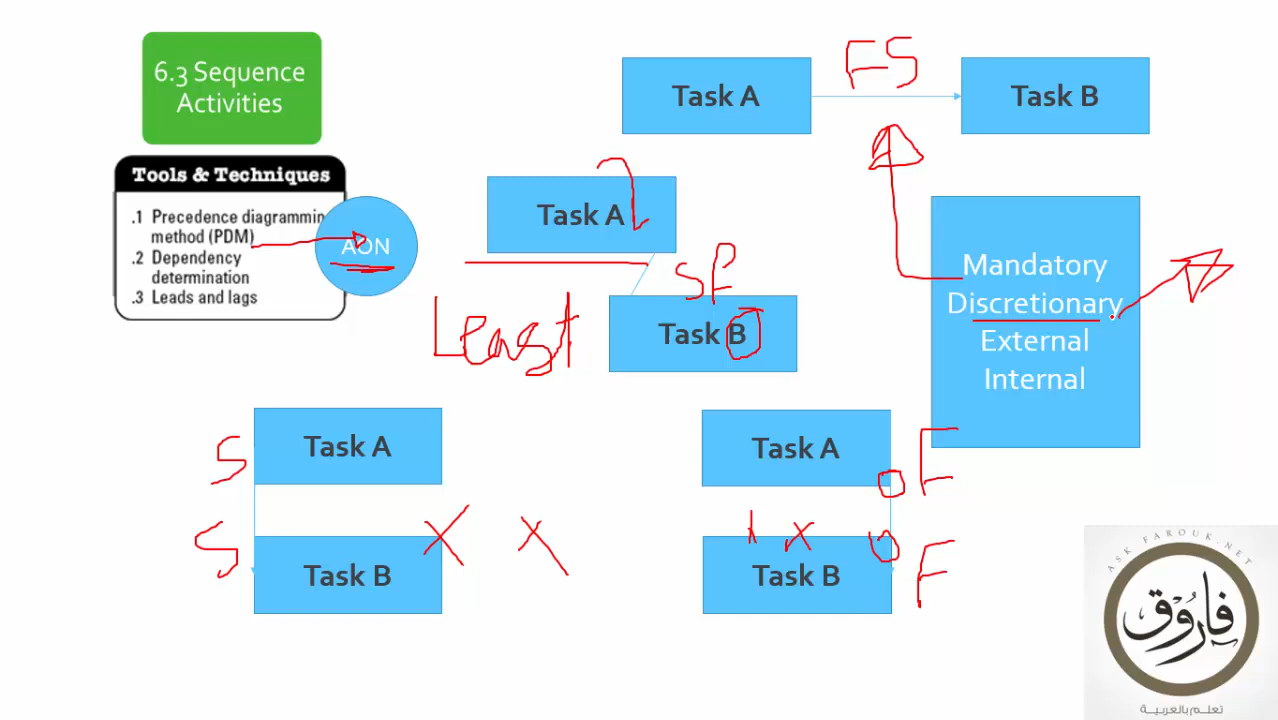 6.3 Sequence
Activities
Tools & Techniques
.1 Precedence diagrammin
method (PDM)
.2 Dependency
determination
.3 Leads and lags
AON
Task A
FS
Task B
Task A
SF
Task B
Least
Mandatory
Discretionary
External
Internal
S
Task A
S
Task B
Task A
F
Task B
F
ASK FAROUK.NET
فاروق
تعلم بالعربية